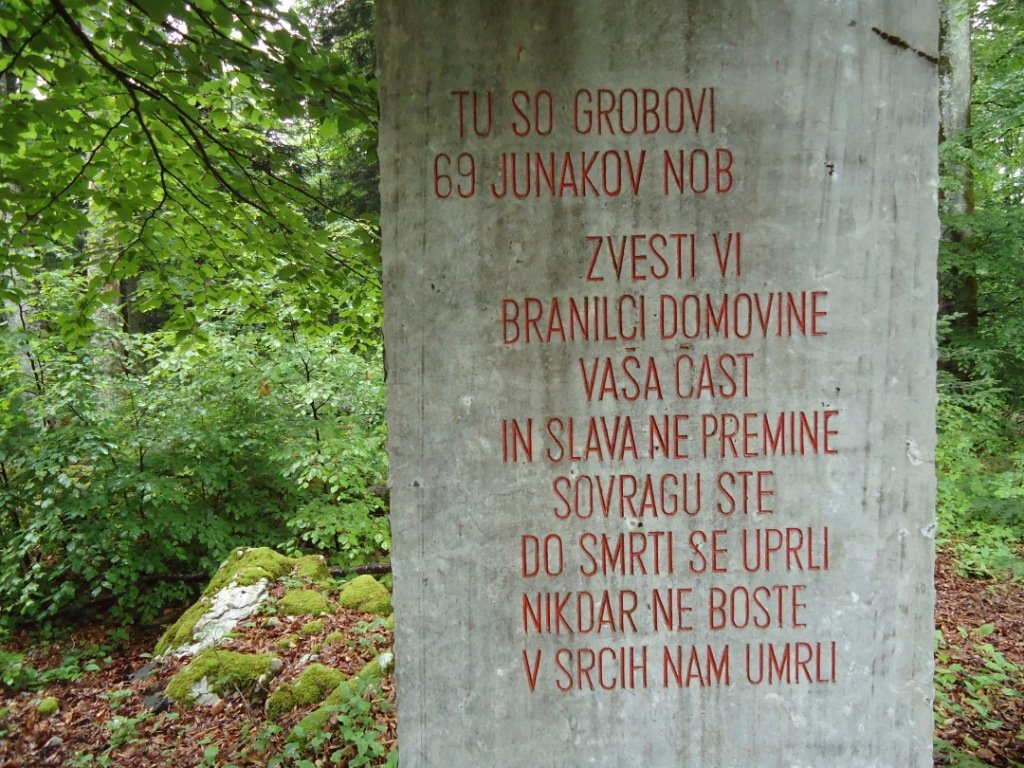 TU SO GROBOVI
69 JUNAKOV NOB
ZVESTI VI
BRANILCI DOMOVINE
VAŠA ČAST
IN SLAVA NE PREMINE
SOVRAGU STE
DO SMRTI SE UPRLI
NIKDAR NE BOSTE
V SRCIH NAM UMRLI